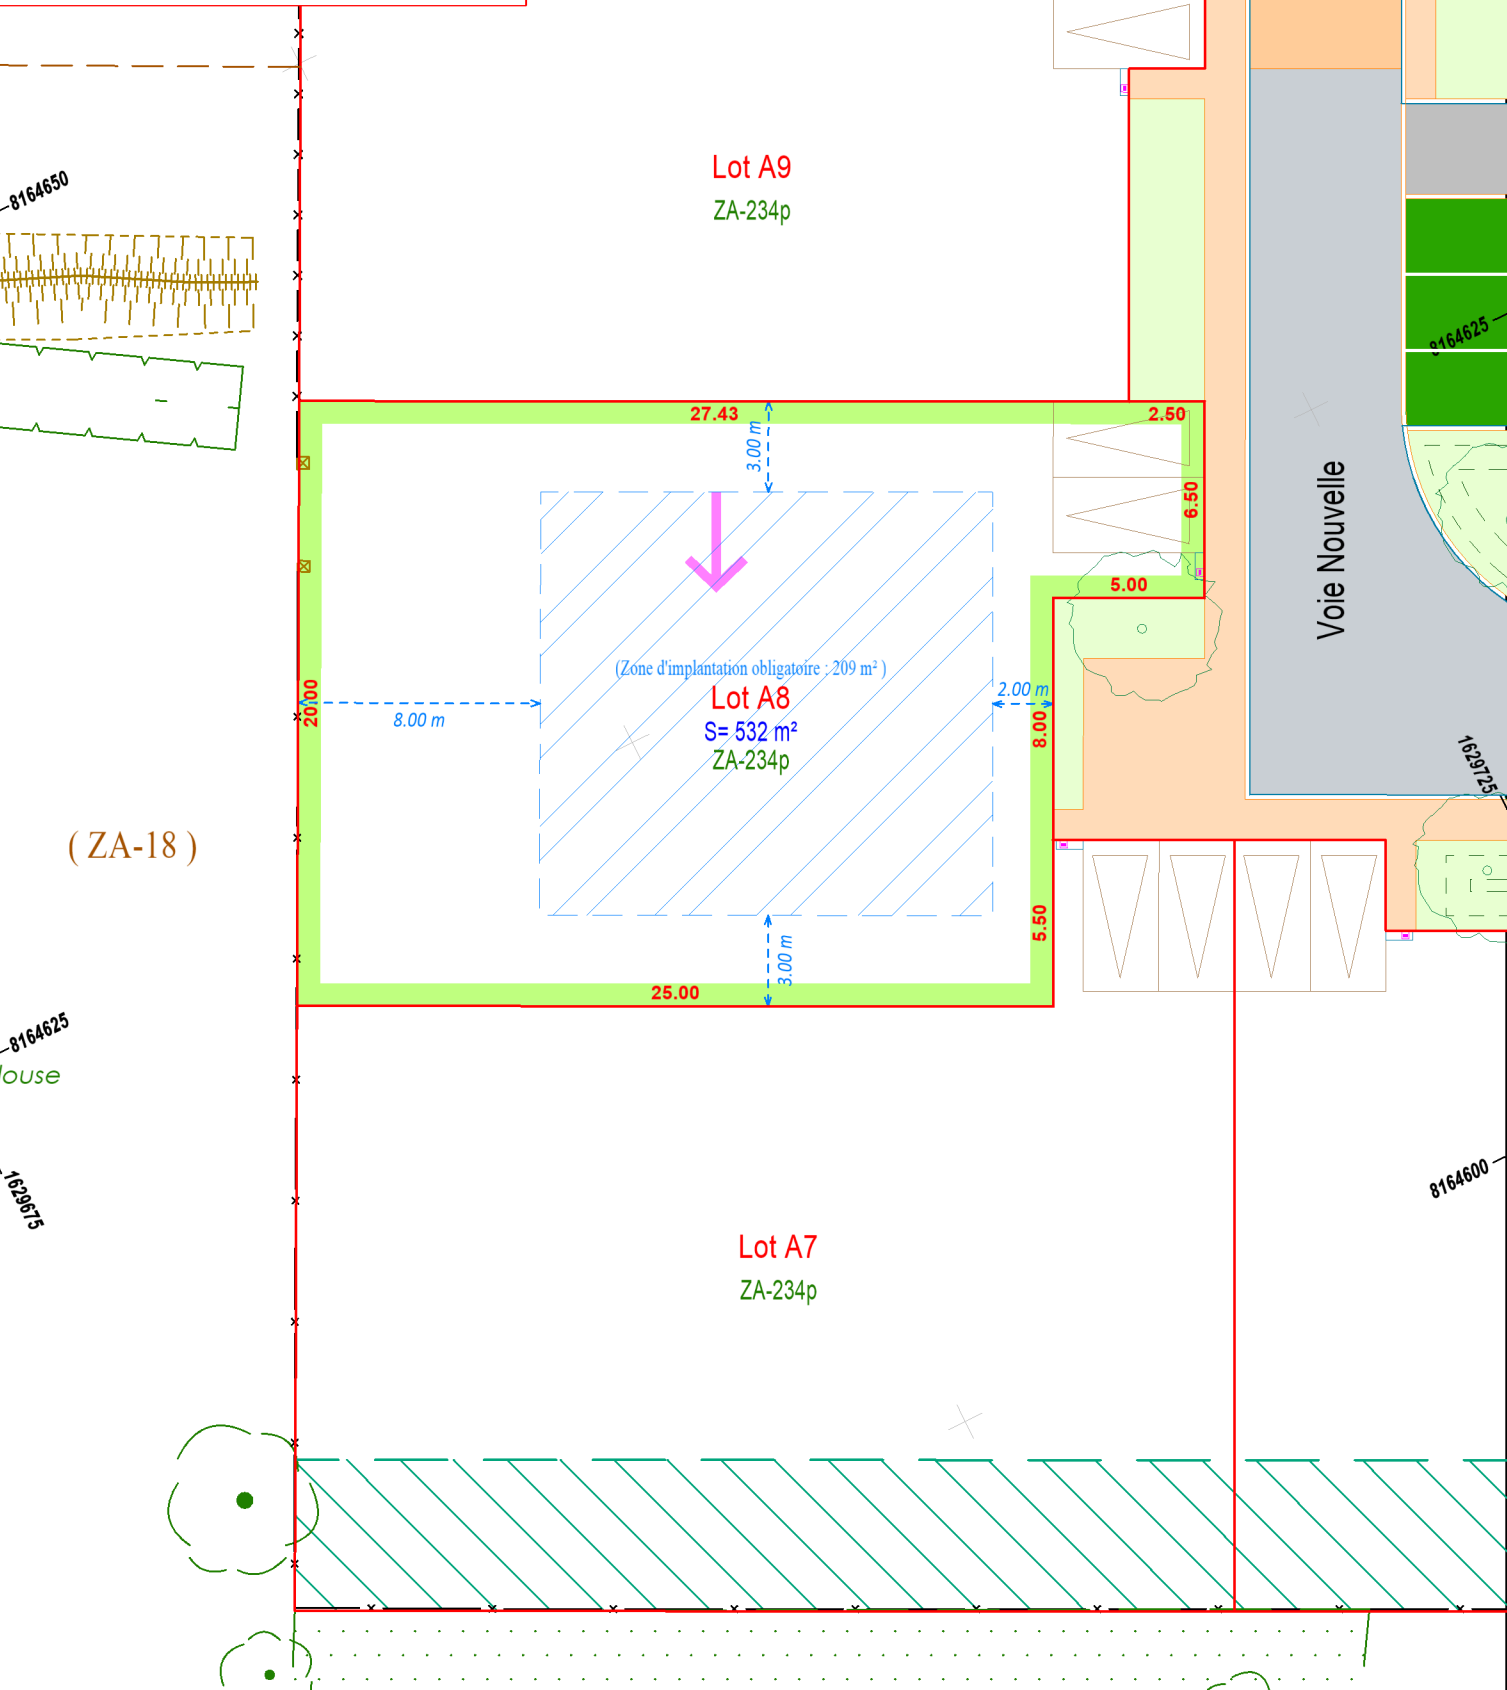 Lot A9
ZA-234p
8164650
8164625
27.43
2.50
3.00 m
6.50
Voie Nouvelle
5.00
(Zone d'implantation obligatoire : 209 m² )
Lot A8
S= 532 m²
ZA-234p
20.00
8.00 m
2.00 m
8.00
1629725
( ZA-18 )
5.50
3.00 m
25.00
8164625
louse
1629675
8164600
Lot A7
ZA-234p